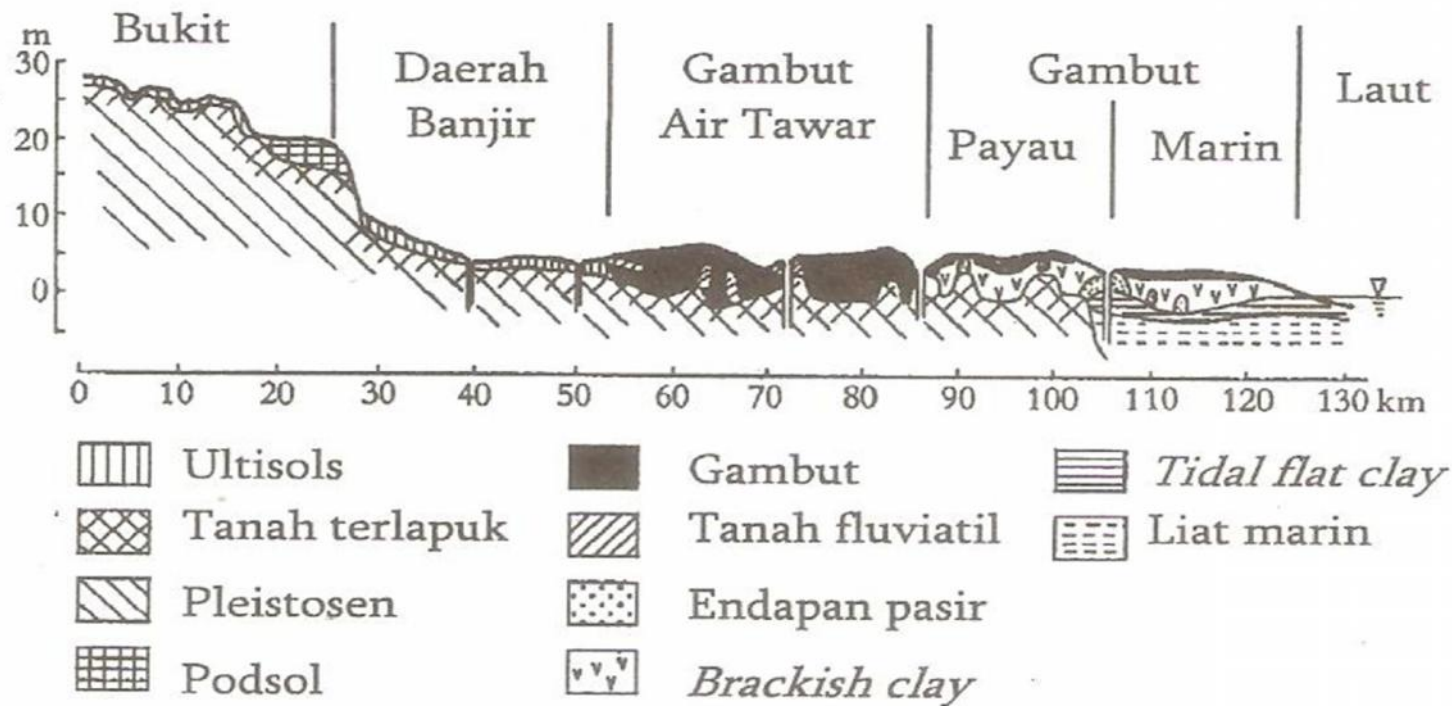 m
Bukit
Daerah
Banjir
Gambut
Air Tawar
Gambut
Payau
Marin
Laut
30
20
10
0
0 10 20 30 40 50 60 70 80 90 100 110 120 130 km
Ultisols
Tanah terlapuk
Pleistosen
Podsol
Gambut
Tanah fluviatil
Endapan pasir
Brackish clay
Tidal flat clay
Liat marin